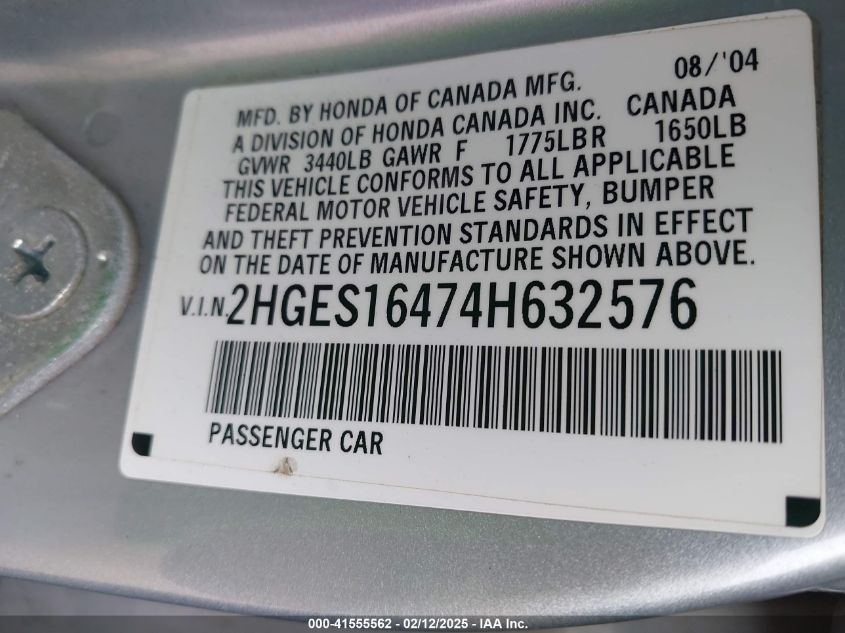 08/'04
MFD. BY HONDA OF CANADA MFG.
A DIVISION OF HONDA CANADA INC. CANADA
GVWR 3440LB GAWR F 1775LBR 1650LB
THIS VEHICLE CONFORMS TO ALL APPLICABLE
FEDERAL MOTOR VEHICLE SAFETY, BUMPER
AND THEFT PREVENTION STANDARDS IN EFFECT
ON THE DATE OF MANUFACTURE SHOWN ABOVE.
V.I.N. 2HGES16474H632576
PASSENGER CAR
000-41555562 - 02/12/2025 - IAA Inc.